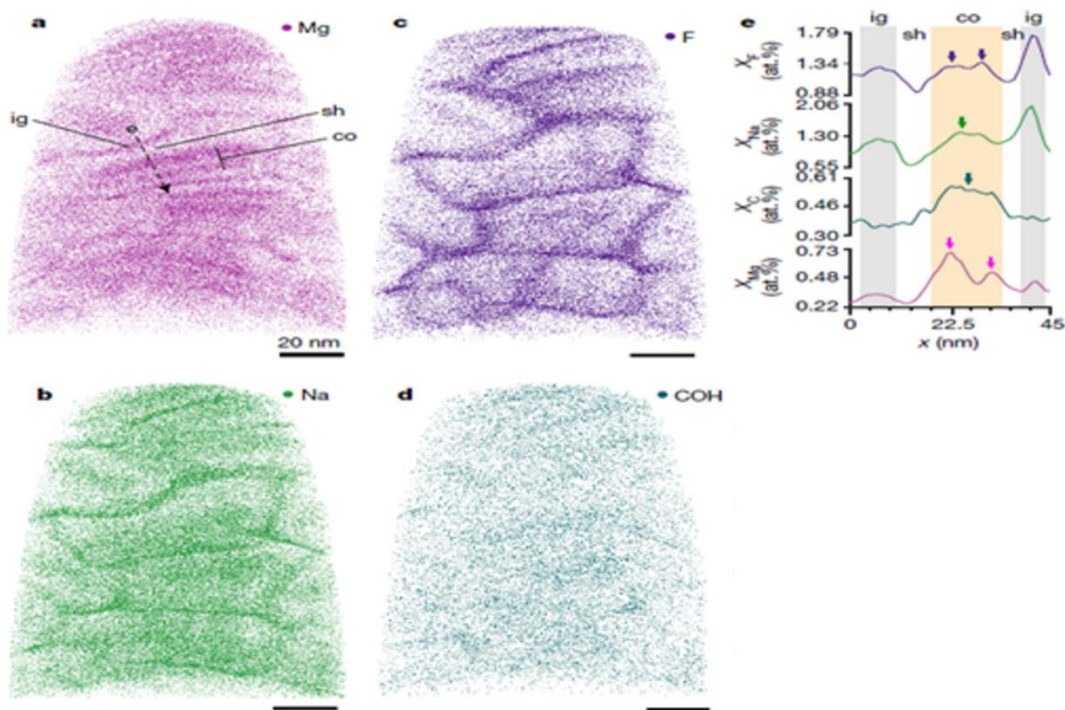 a
Mg
ig
sh
co
e
20 nm
b
Na
c
F
d
COH
e
ig
co
ig
sh
sh
X_F
(at.%)
1.79
1.34
0.88
X_Na
(at.%)
2.06
1.30
0.55
X_C
(at.%)
0.61
0.46
0.30
X_Mg
(at.%)
0.73
0.48
0.22
0
22.5
45
x (nm)